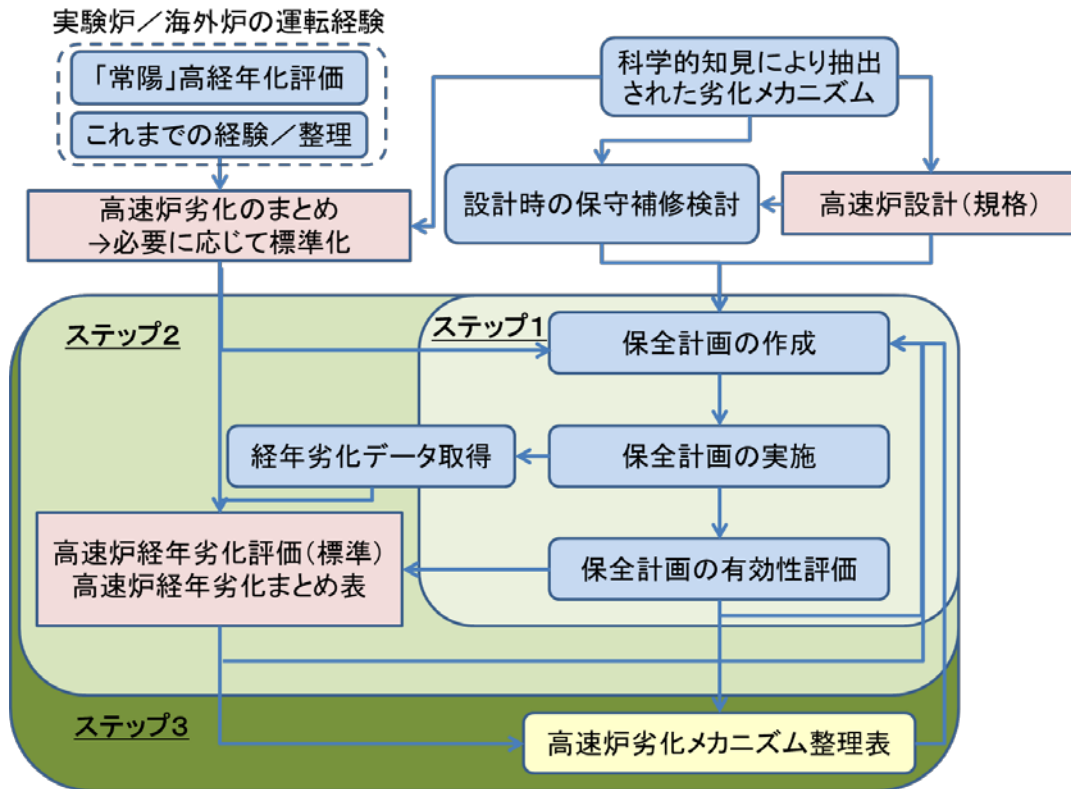 実験炉／海外炉の運転経験
「常陽」高経年化評価
これまでの経験／整理
科学的知見により抽出
された劣化メカニズム
高速炉劣化のまとめ
→必要に応じて標準化
設計時の保守補修検討
高速炉設計（規格）
ステップ2
ステップ1
保全計画の作成
経年劣化データ取得
保全計画の実施
高速炉経年劣化評価（標準）
高速炉経年劣化まとめ表
保全計画の有効性評価
ステップ3
高速炉劣化メカニズム整理表